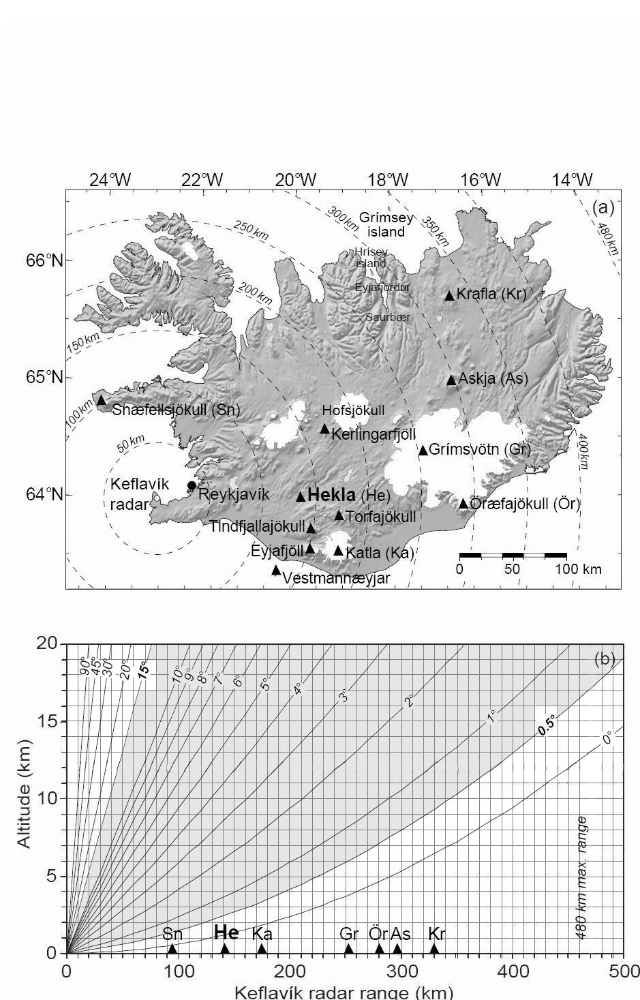 24°W 22°W 20°W 18°W 16°W 14°W
(a)
300 km
Grímsey
island
350 km
480 km
250 km
66°N
Hrísey
island
200 km
Eyjafjördur
Krafla (Kr)
Saurbær
150 km
65°N
Askja (As)
100 km
Snæfellsjökull (Sn)
Hofsjökull
Kerlingarfjöll
50 km
Grímsvötn (Gr)
400 km
Keflavík
radar
64°N
Reykjavík
Hekla (He)
Öræfajökull (Ör)
Torfajökull
Tindfjallajökull
Eyjafjöll
Katla (Ka)
0 50 100 km
Vestmannæyjar
20
(b)
90° 45° 30° 20° 15° 10° 9° 8° 7° 6° 5° 4° 3° 2° 1° 0.5° 0°
15
10
5
0
Altitude (km)
480 km max. range
Sn He Ka Gr Ör As Kr
0 100 200 300 400 500
Keflavík radar range (km)